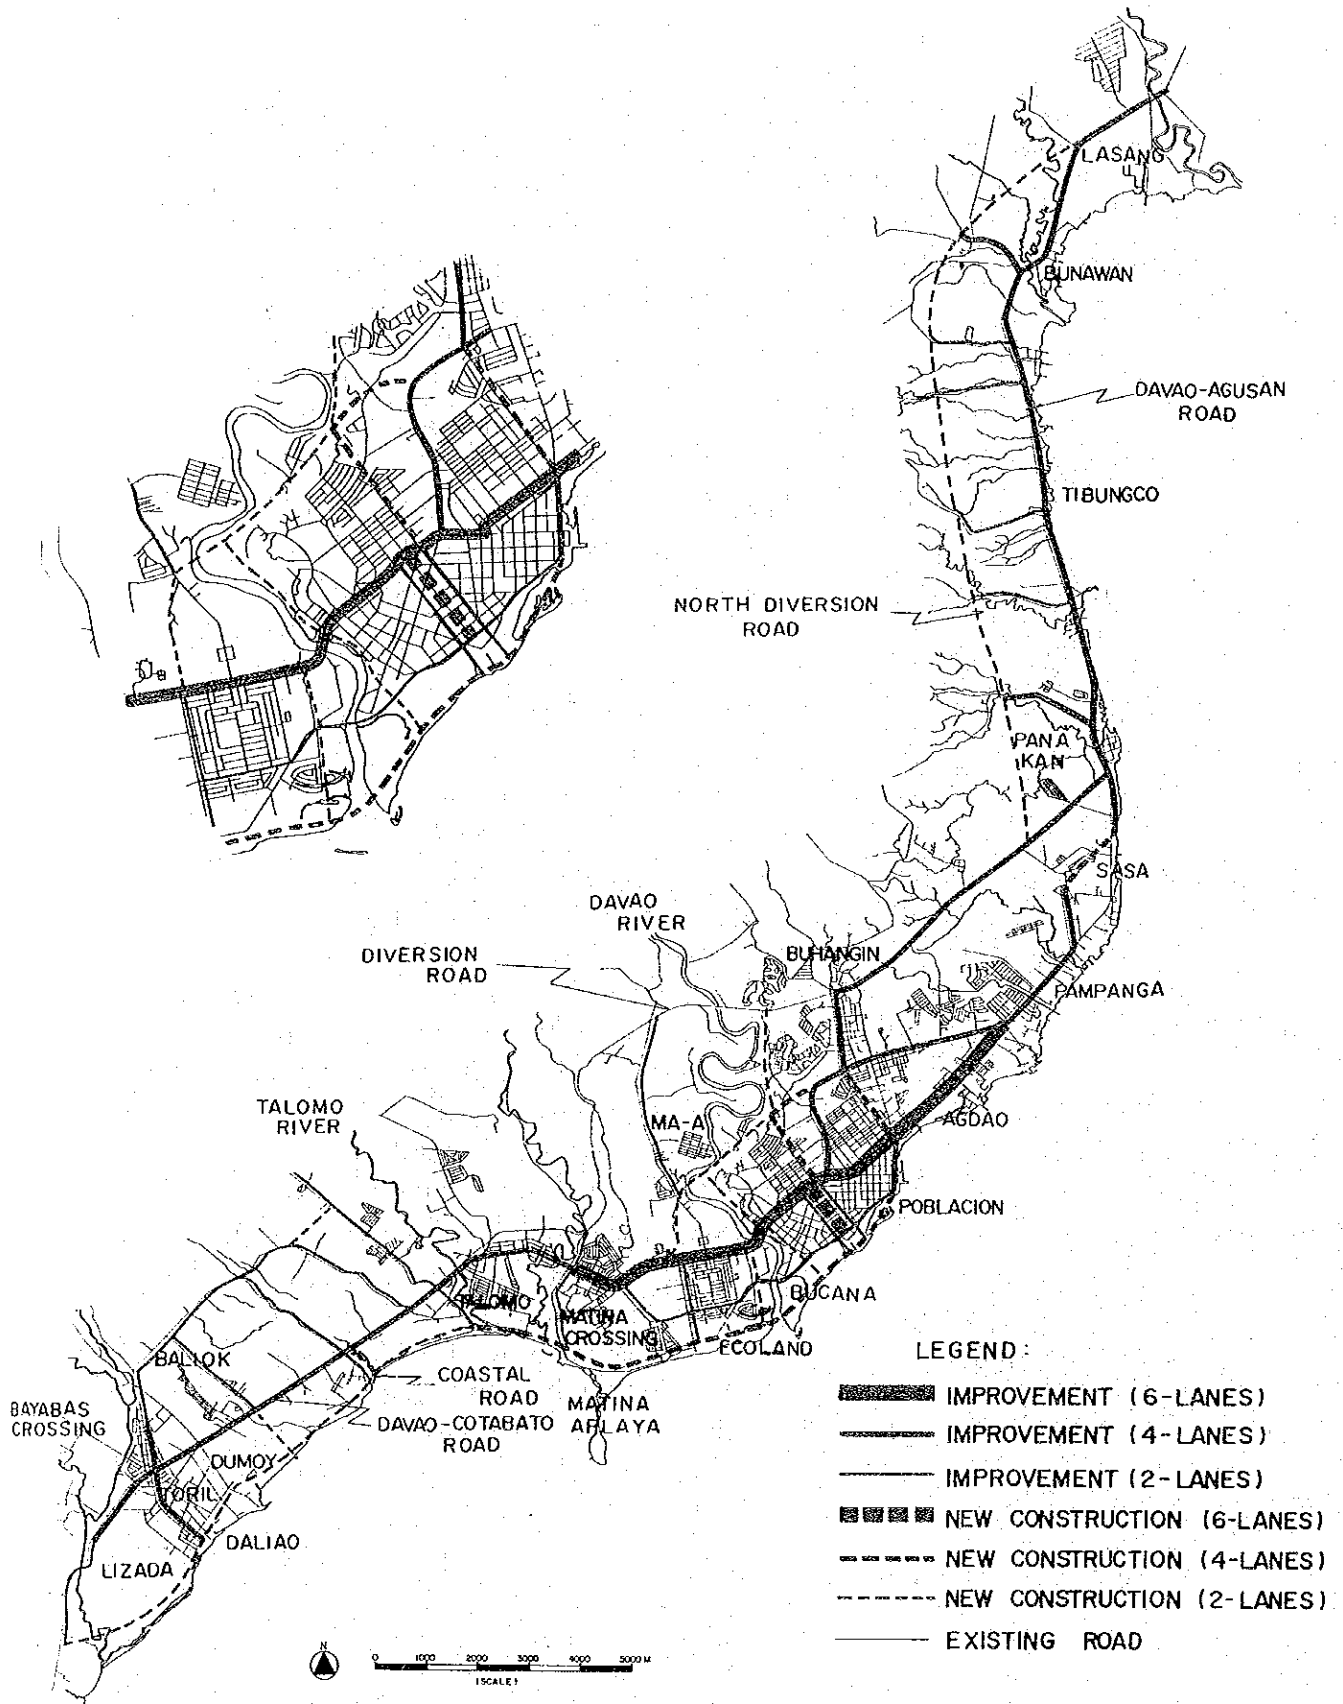 LASANG
BUNAWAN
DAVAO-AGUSAN
ROAD
TIBUNGCO
NORTH DIVERSION
ROAD
PANA
KAN
SASA
DAVAO
RIVER
DIVERSION
ROAD
BUHANGIN
PAMPANGA
TALOMO
RIVER
MA-A
AGDAO
POBLACION
BUCANA
TALOMO
MATINA
CROSSING
ECOLAND
BALIOK
COASTAL
ROAD
MATINA
APLAYA
BAYABAS
CROSSING
DAVAO-COTABATO
ROAD
DUMOY
TORIL
DALIAO
LIZADA
LEGEND:
IMPROVEMENT (6-LANES)
IMPROVEMENT (4-LANES)
IMPROVEMENT (2-LANES)
NEW CONSTRUCTION (6-LANES)
NEW CONSTRUCTION (4-LANES)
NEW CONSTRUCTION (2-LANES)
EXISTING ROAD
N
0 1000 2000 3000 4000 5000 M
(SCALE)